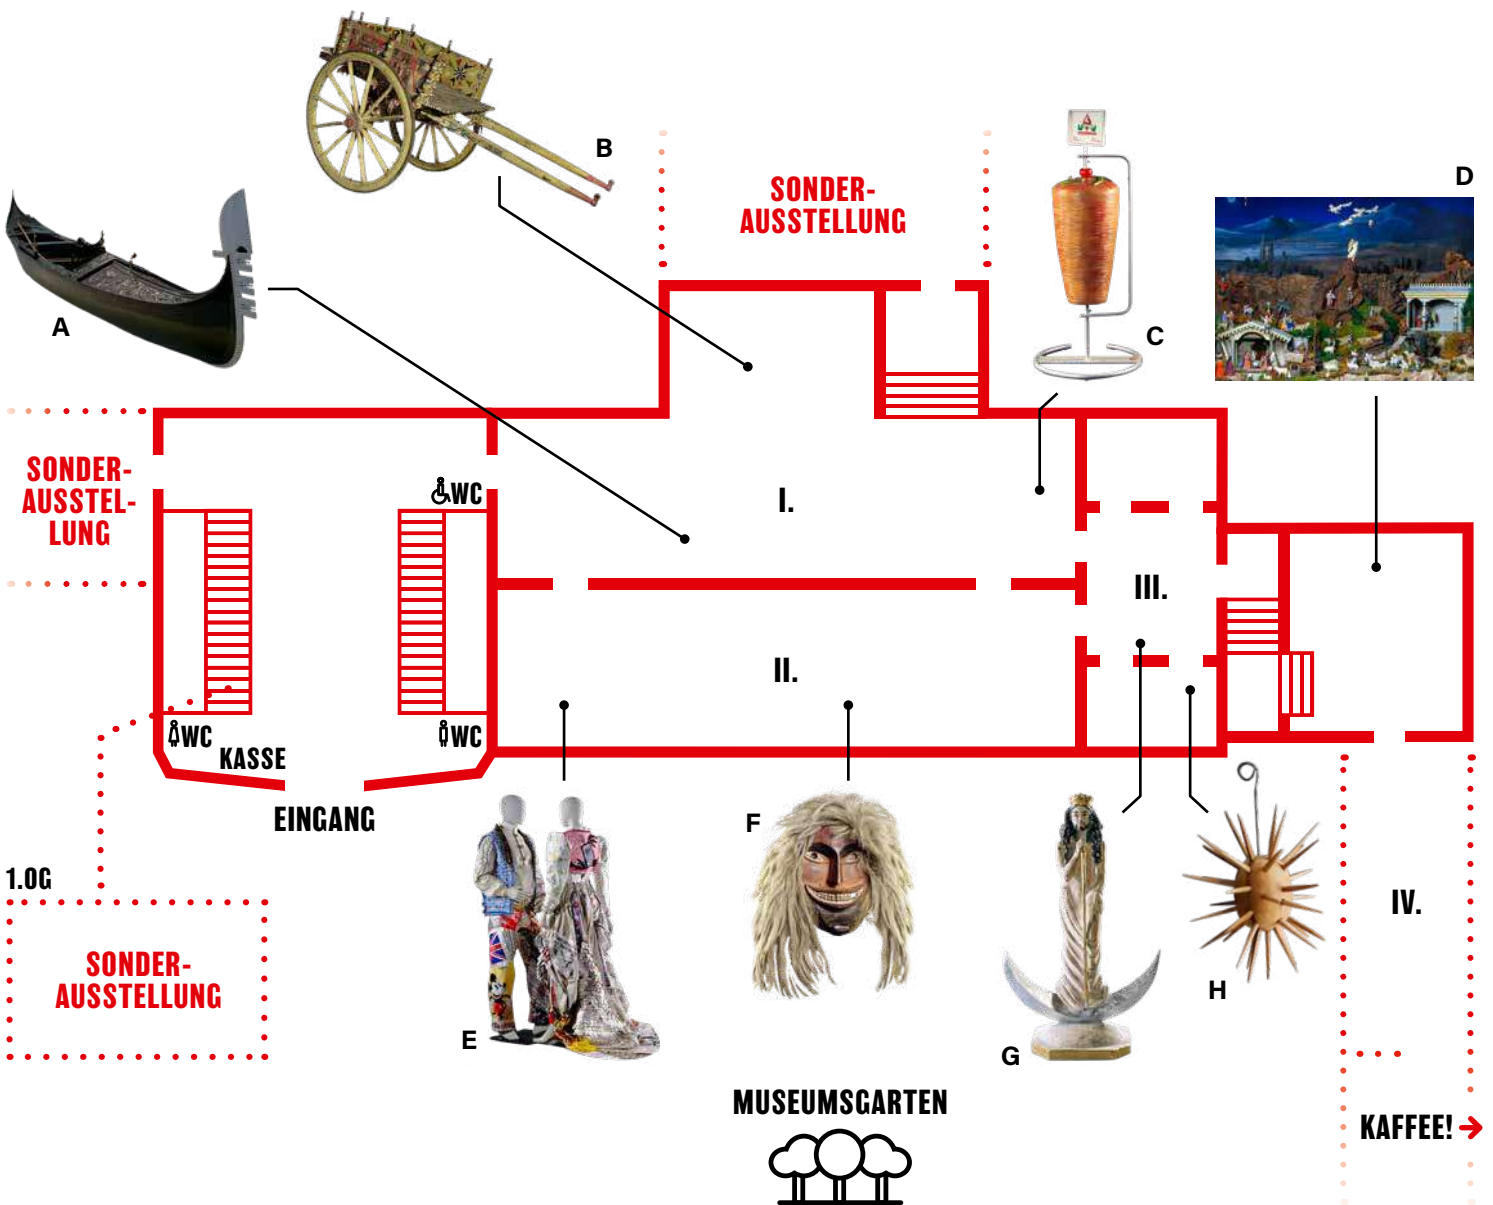 B
SONDER-
AUSSTELLUNG
D
A
C
SONDER-
AUSSTEL-
LUNG
WC
I.
III.
II.
WC
WC
KASSE
EINGANG
F
1.OG
IV.
SONDER-
AUSSTELLUNG
H
E
G
MUSEUMSGARTEN
KAFFEE!